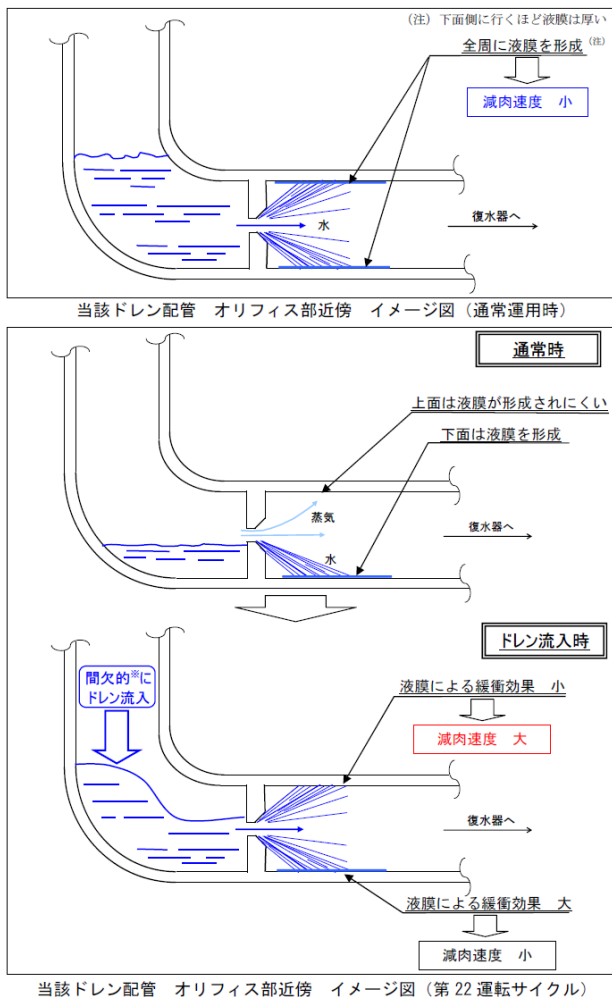 （注）下面側に行くほど液膜は厚い
全周に液膜を形成（注）
減肉速度　小
水
復水器へ
当該ドレン配管　オリフィス部近傍　イメージ図（通常運用時）
通常時
上面は液膜が形成されにくい
下面は液膜を形成
蒸気
復水器へ
水
ドレン流入時
間欠的※に
ドレン流入
液膜による緩衝効果　小
減肉速度　大
復水器へ
液膜による緩衝効果　大
減肉速度　小
当該ドレン配管　オリフィス部近傍　イメージ図（第22運転サイクル）